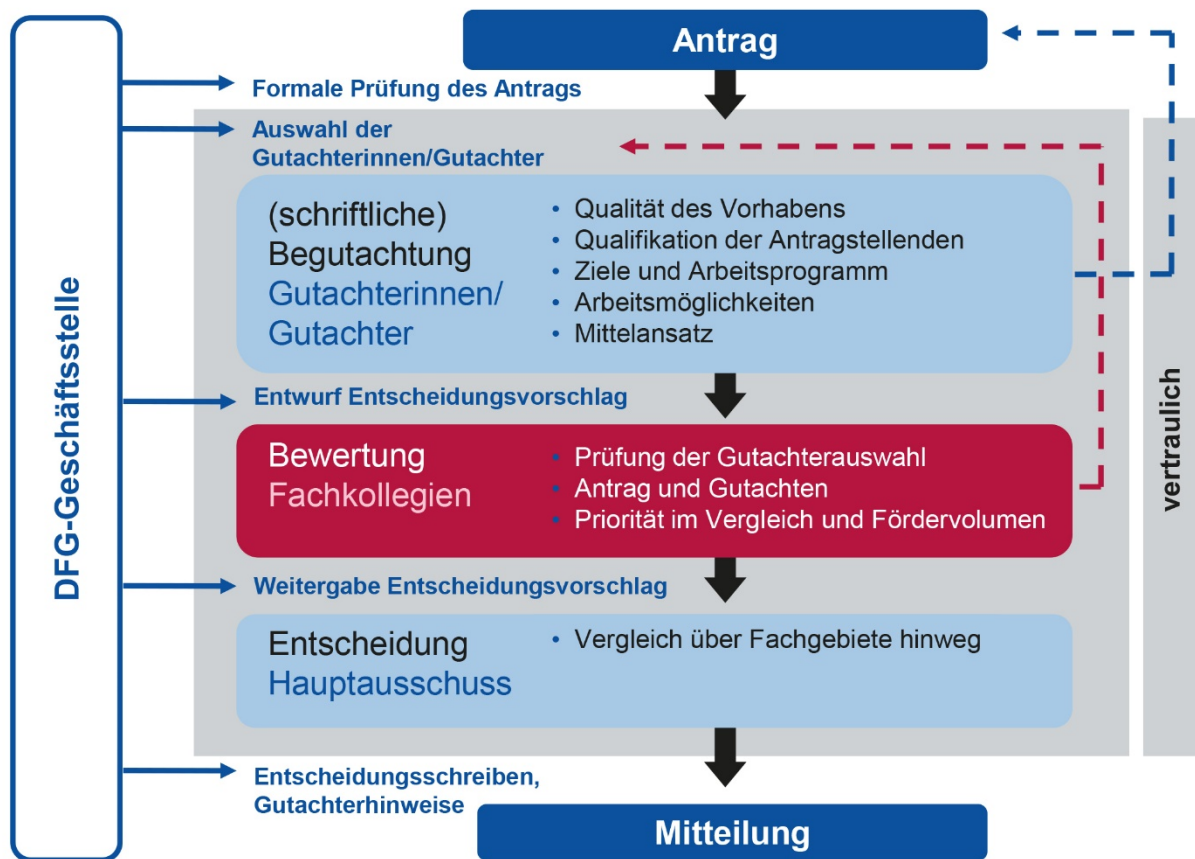 DFG-Geschäftsstelle
Antrag
Formale Prüfung des Antrags
Auswahl der
Gutachterinnen/Gutachter
(schriftliche)
Begutachtung
Gutachterinnen/
Gutachter
• Qualität des Vorhabens
• Qualifikation der Antragstellenden
• Ziele und Arbeitsprogramm
• Arbeitsmöglichkeiten
• Mittelansatz
Entwurf Entscheidungsvorschlag
Bewertung
Fachkollegien
• Prüfung der Gutachterauswahl
• Antrag und Gutachten
• Priorität im Vergleich und Fördervolumen
Weitergabe Entscheidungsvorschlag
Entscheidung
Hauptausschuss
• Vergleich über Fachgebiete hinweg
Entscheidungsschreiben,
Gutachterhinweise
Mitteilung
vertraulich